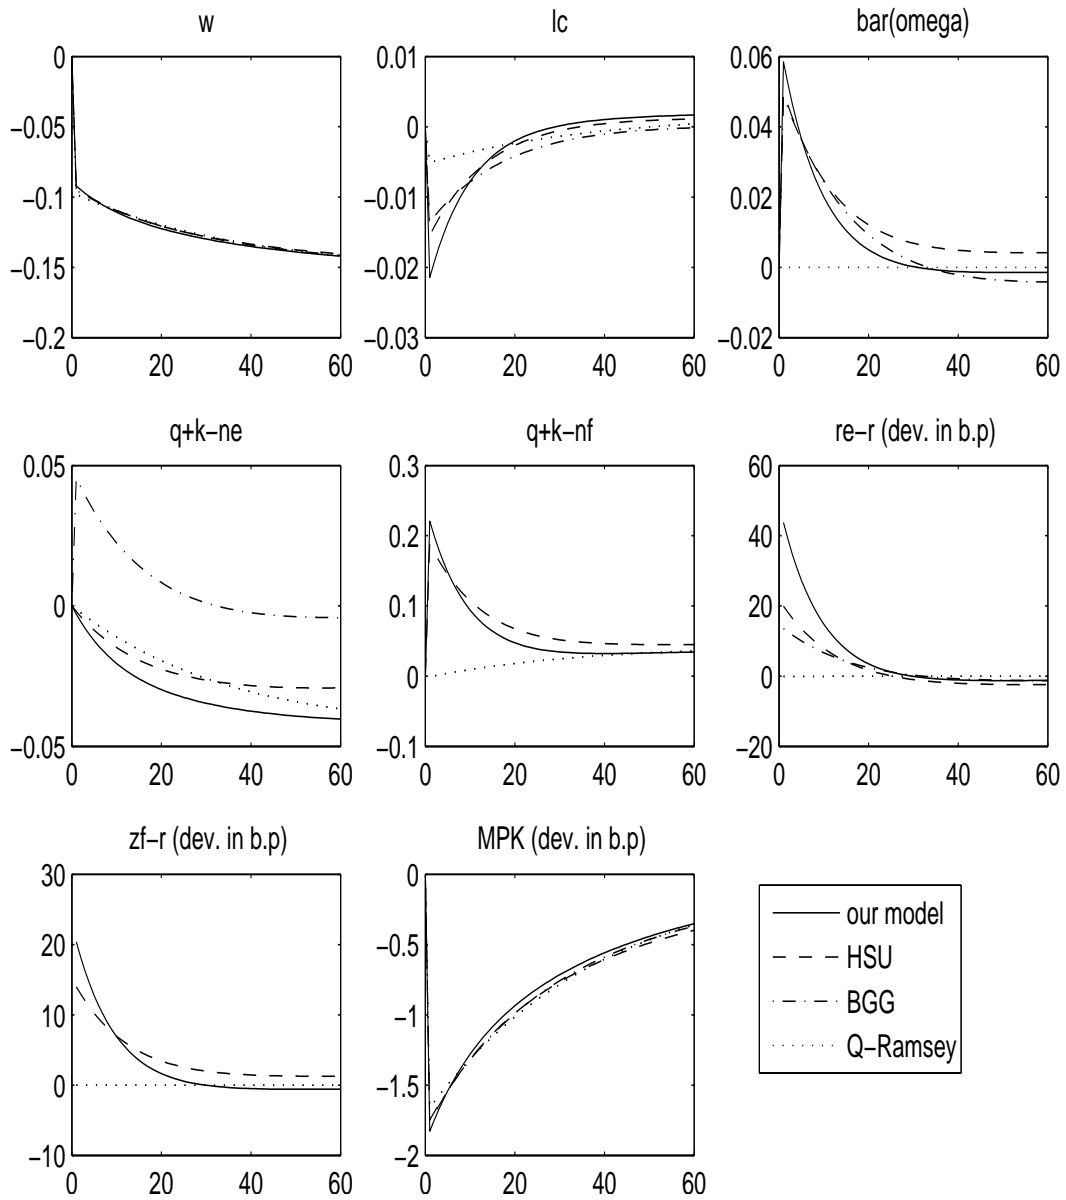 w
lc
bar(omega)
0
−0.05
−0.1
−0.15
−0.2
0 20 40 60
0.01
0
−0.01
−0.02
−0.03
0 20 40 60
0.06
0.04
0.02
0
−0.02
0 20 40 60
q+k−ne
q+k−nf
re−r (dev. in b.p)
0.05
0
−0.05
0 20 40 60
0.3
0.2
0.1
0
−0.1
0 20 40 60
60
40
20
0
−20
0 20 40 60
zf−r (dev. in b.p)
MPK (dev. in b.p)
30
20
10
0
−10
0 20 40 60
0
−0.5
−1
−1.5
−2
0 20 40 60
our model
HSU
BGG
Q−Ramsey